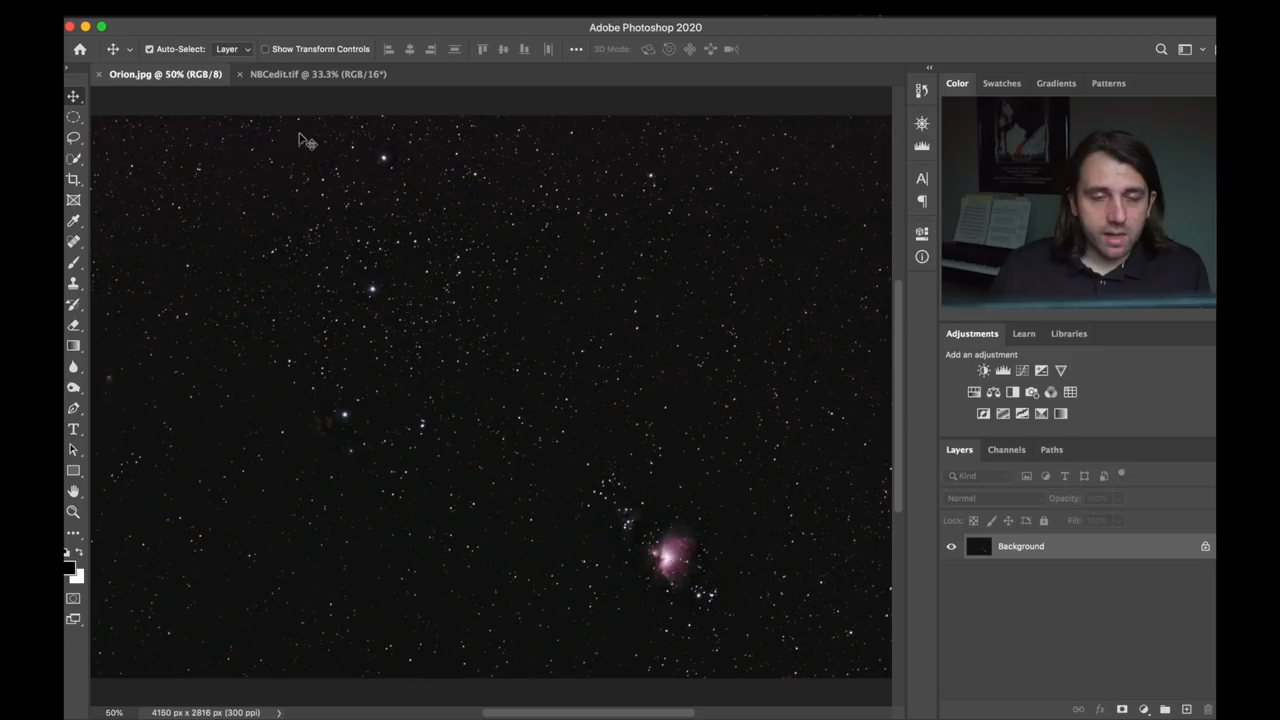 Adobe Photoshop 2020
Auto-Select: Layer Show Transform Controls 3D Mode:
Orion.jpg @ 50% (RGB/8) NBCedit.tif @ 33.3% (RGB/16*)
Color Swatches Gradients Patterns
Adjustments Learn Libraries
Add an adjustment
Layers Channels Paths
Kind
Normal Opacity: 100%
Lock: Fill: 100%
Background
50% 4150 px x 2816 px (300 ppi)